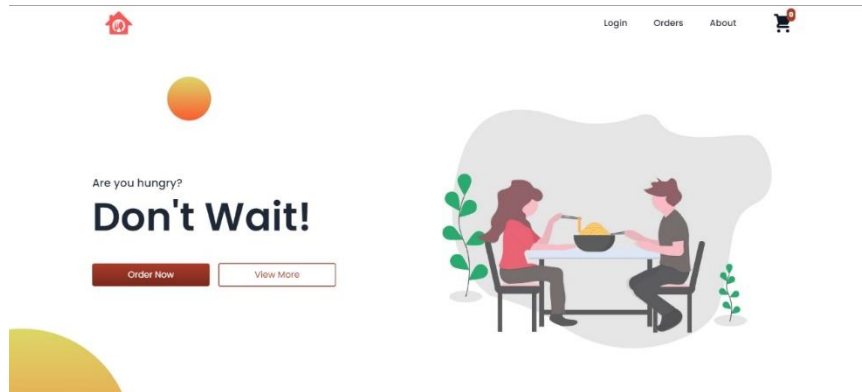 Login Orders About 0
Are you hungry?
Don't Wait!
Order Now View More